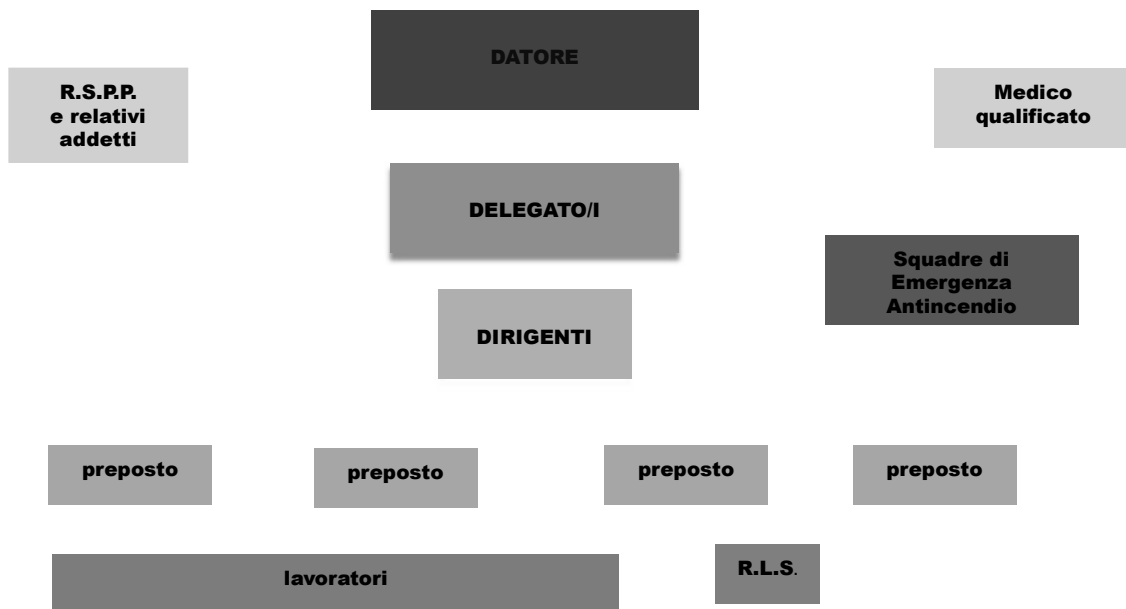 DATORE
R.S.P.P.
e relativi
addetti
Medico
qualificato
DELEGATO/I
Squadre di
Emergenza
Antincendio
DIRIGENTI
preposto
preposto
preposto
preposto
lavoratori
R.L.S.